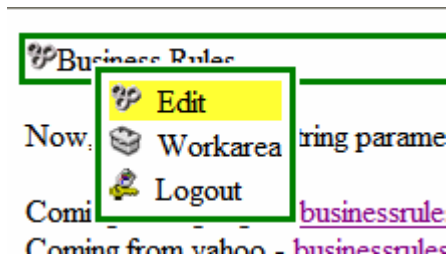 Business Rules
Edit
Now,
Workarea
tring parame
Logout
Comi
businessrule
Coming from yahoo - businessrules